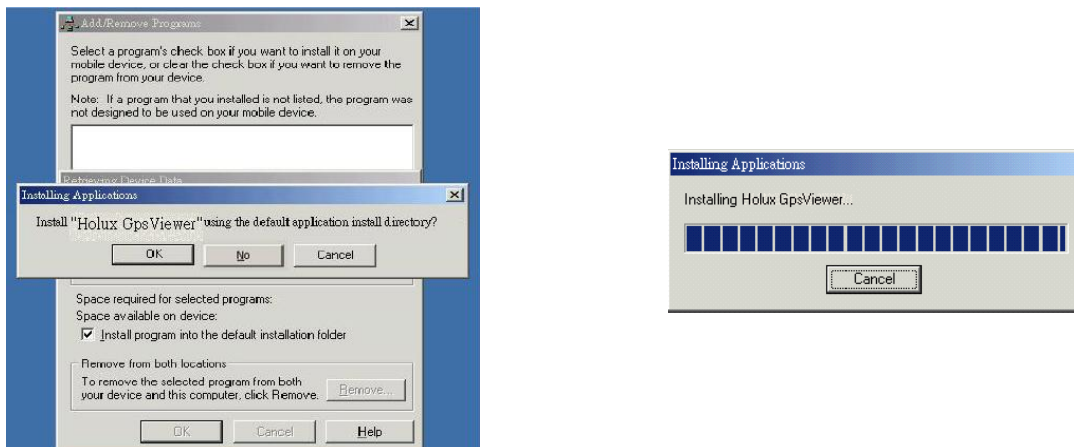 Add/Remove Programs
Select a program's check box if you want to install it on your
mobile device, or clear the check box if you want to remove the
program from your device.
Note: If a program that you installed is not listed, the program was
not designed to be used on your mobile device.
Retrieving Device Data
Installing Applications
Install "Holux GpsViewer" using the default application install directory?
OK
No
Cancel
Space required for selected programs:
Space available on device:
Install program into the default installation folder
Remove from both locations
To remove the selected program from both
your device and this computer, click Remove.
Remove...
OK
Cancel
Help
Installing Applications
Installing Holux GpsViewer...
Cancel